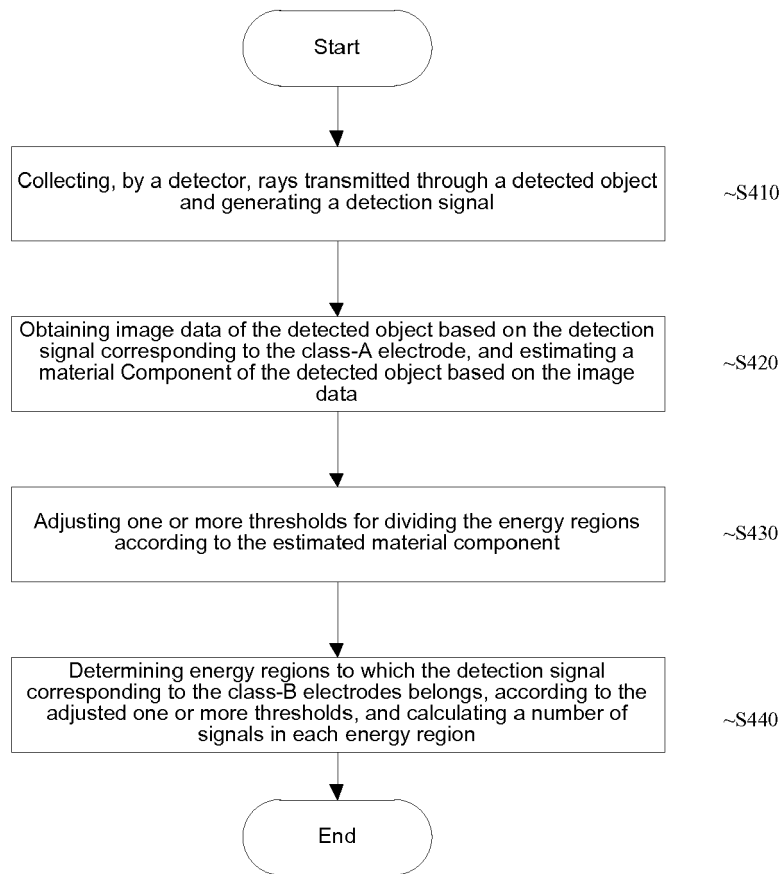 Start
Collecting, by a detector, rays transmitted through a detected object
and generating a detection signal
~S410
Obtaining image data of the detected object based on the detection
signal corresponding to the class-A electrode, and estimating a
material Component of the detected object based on the image
data
~S420
Adjusting one or more thresholds for dividing the energy regions
according to the estimated material component
~S430
Determining energy regions to which the detection signal
corresponding to the class-B electrodes belongs, according to the
adjusted one or more thresholds, and calculating a number of
signals in each energy region
~S440
End